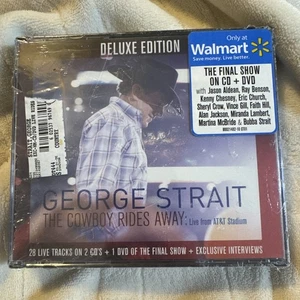 DELUXE EDITION
Only at
Walmart
Save money. Live better.
THE FINAL SHOW
ON CD + DVD
with Jason Aldean, Ray Benson,
Kenny Chesney, Eric Church,
Sheryl Crow, Vince Gill, Faith Hill,
Alan Jackson, Miranda Lambert,
Martina McBride & Bubba Strait
GEORGE STRAIT
THE COWBOY RIDES AWAY: Live from AT&T Stadium
28 LIVE TRACKS ON 2 CD'S + 1 DVD OF THE FINAL SHOW + EXCLUSIVE INTERVIEWS